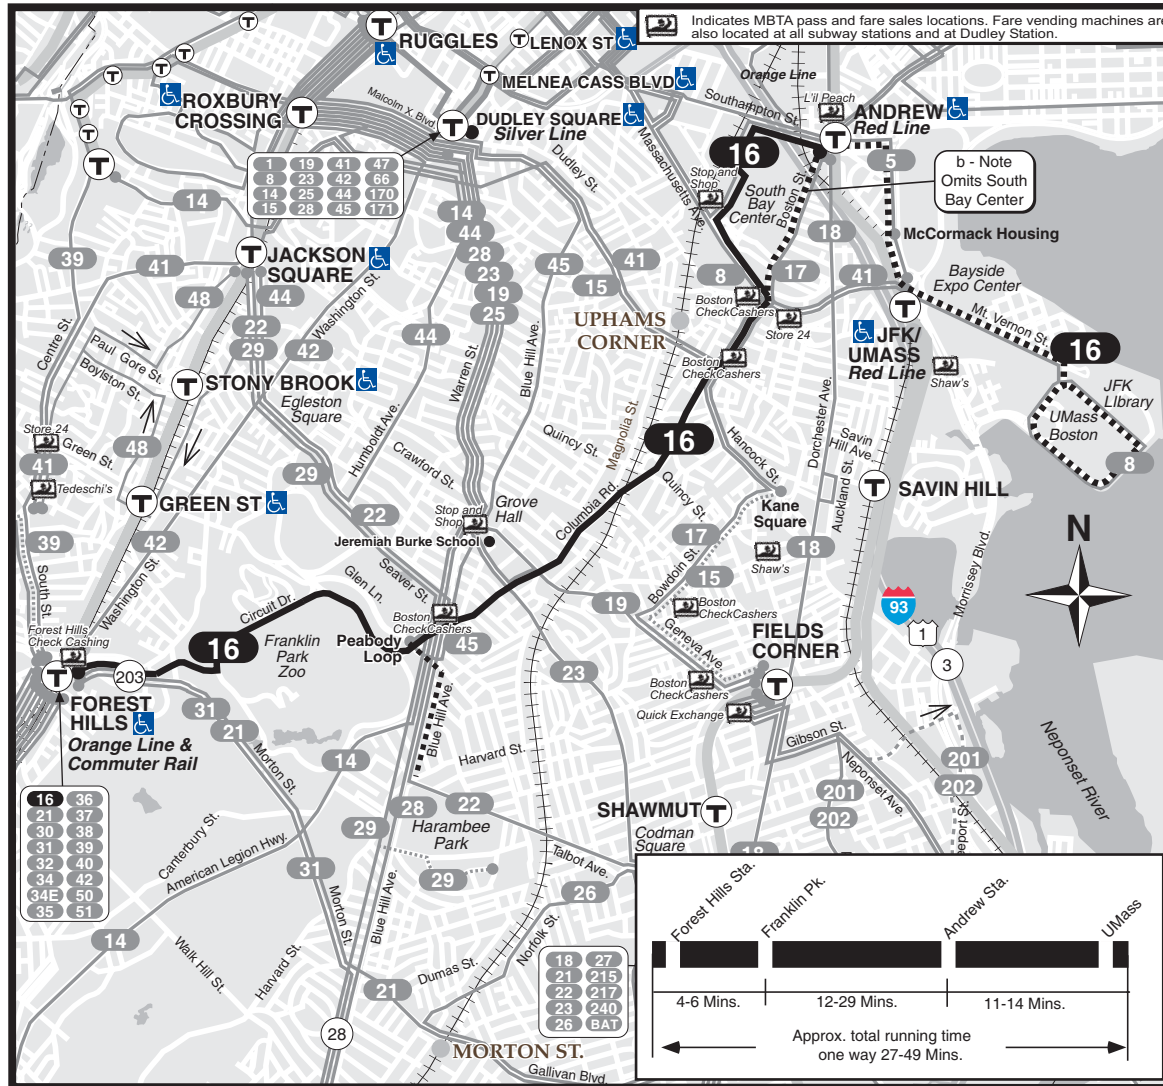 Indicates MBTA pass and fare sales locations. Fare vending machines are
also located at all subway stations and at Dudley Station.
T
RUGGLES
T LENOX ST
T
MELNEA CASS BLVD
Orange Line
Southampton St.
L'il Peach
ANDREW
Red Line
T
ROXBURY
CROSSING
T
Malcolm X. Blvd
DUDLEY SQUARE
Silver Line
T
Dudley St.
Massachusetts Ave.
16
5
b - Note
Omits South
Bay Center
1 19 41 47
8 23 42 66
14 25 44 170
15 28 45 171
Stop and
Shop
South
Bay
Center
Boston St.
18
McCormack Housing
T
14
39
41
48
JACKSON
SQUARE
T
44
22
29
Washington St.
42
14
44
28
23
19
25
45
41
15
8
17
41
Bayside
Expo Center
Mt. Vernon St.
16
Boston
CheckCashers
Store 24
UPHAMS
CORNER
T
JFK/
UMASS
Red Line
Shaw's
JFK
LIbrary
UMass
Boston
8
Centre St.
Paul Gore St.
Boylston St.
44
Warren St.
Blue Hill Ave.
Boston
CheckCashers
T
STONY BROOK
Egleston
Square
Humboldt Ave.
Crawford St.
Quincy St.
Magnolia St.
16
Hancock St.
Dorchester Ave.
Savin
Hill Ave.
Auckland St.
T
SAVIN HILL
Store 24
Green St.
48
41
Tedeschi's
T
GREEN ST
29
22
Grove
Hall
Stop and
Shop
Jeremiah Burke School
Columbia Rd.
Quincy St.
Kane
Square
17
Shaw's
18
Bowdoin St.
15
N
Morrissey Blvd.
39
South St.
42
Washington St.
Seaver St.
Glen Ln.
Circuit Dr.
Boston
CheckCashers
19
Boston
CheckCashers
93
1
3
Forest Hills
Check Cashing
16
Franklin
Park
Zoo
Peabody
Loop
45
Geneva Ave.
FIELDS
CORNER
T
Boston
CheckCashers
T
203
FOREST
HILLS
Orange Line &
Commuter Rail
31
21
Morton St.
Blue Hill Ave.
23
Quick Exchange
Gibson St.
Neponset Ave.
201
202
Neponset River
14
Harvard St.
16 36
21 37
30 38
31 39
32 40
34 42
34E 50
35 51
28
22
29
Harambee
Park
SHAWMUT
T
Codman
Square
201
202
18
Canterbury St.
American Legion Hwy.
31
29
Talbot Ave.
26
Norfolk St.
14
Walk Hill St.
Harvard St.
Morton St.
Blue Hill Ave.
21
Dumas St.
18 27
21 215
22 217
23 240
26 BAT
28
MORTON ST.
Gallivan Blvd.
Forest Hills Sta.
Franklin Pk.
Andrew Sta.
UMass
4-6 Mins.
12-29 Mins.
11-14 Mins.
Approx. total running time
one way 27-49 Mins.